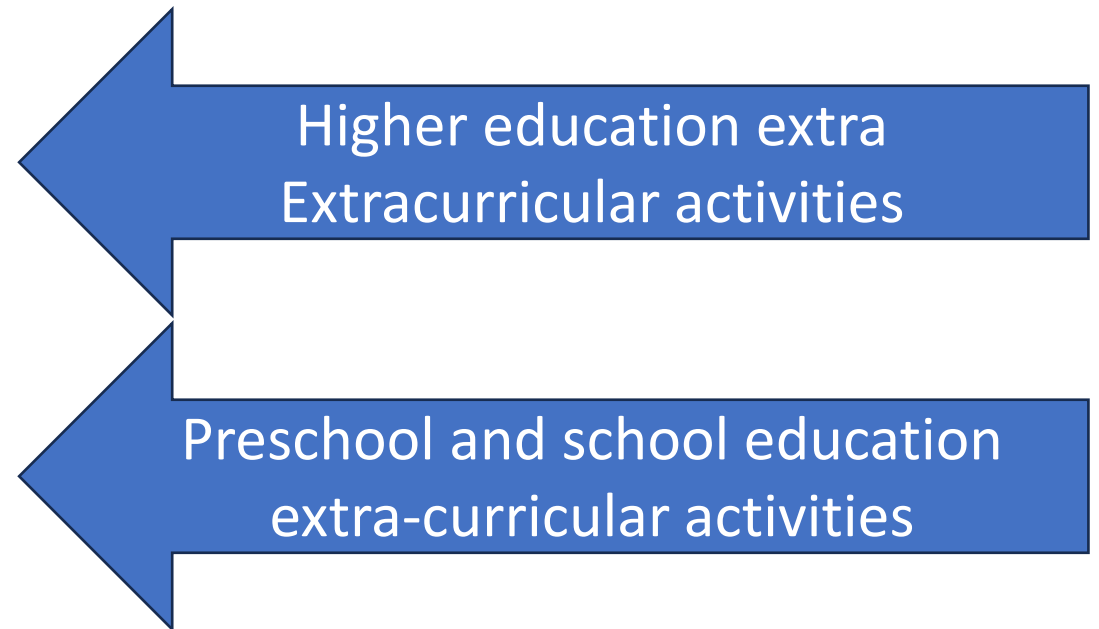 Higher education extra
Extracurricular activities
Preschool and school education
extra-curricular activities